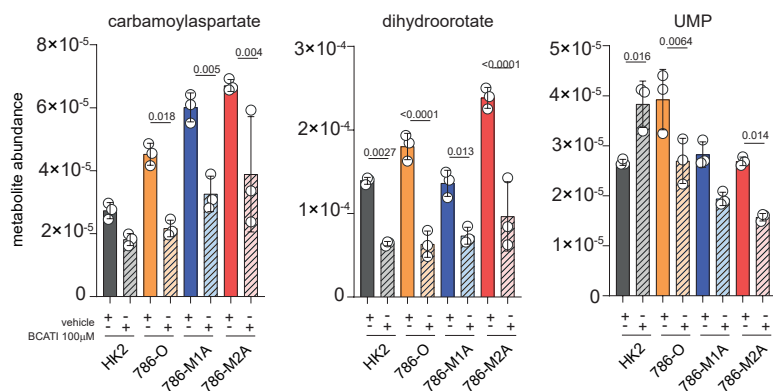 carbamoylaspartate
dihydroorotate
UMP
metabolite abundance
8×10⁻⁵
6×10⁻⁵
4×10⁻⁵
2×10⁻⁵
0
0.018
0.005
0.004
3×10⁻⁴
2×10⁻⁴
1×10⁻⁴
0
0.0027
<0.0001
0.013
<0.0001
5×10⁻⁵
4×10⁻⁵
3×10⁻⁵
2×10⁻⁵
1×10⁻⁵
0
0.016
0.0064
0.014
vehicle + - + - + - + -
BCATI 100µM - + - + - + - +
HK2
786-O
786-M1A
786-M2A
+ - + - + - + -
- + - + - + - +
HK2
786-O
786-M1A
786-M2A
+ - + - + - + -
- + - + - + - +
HK2
786-O
786-M1A
786-M2A